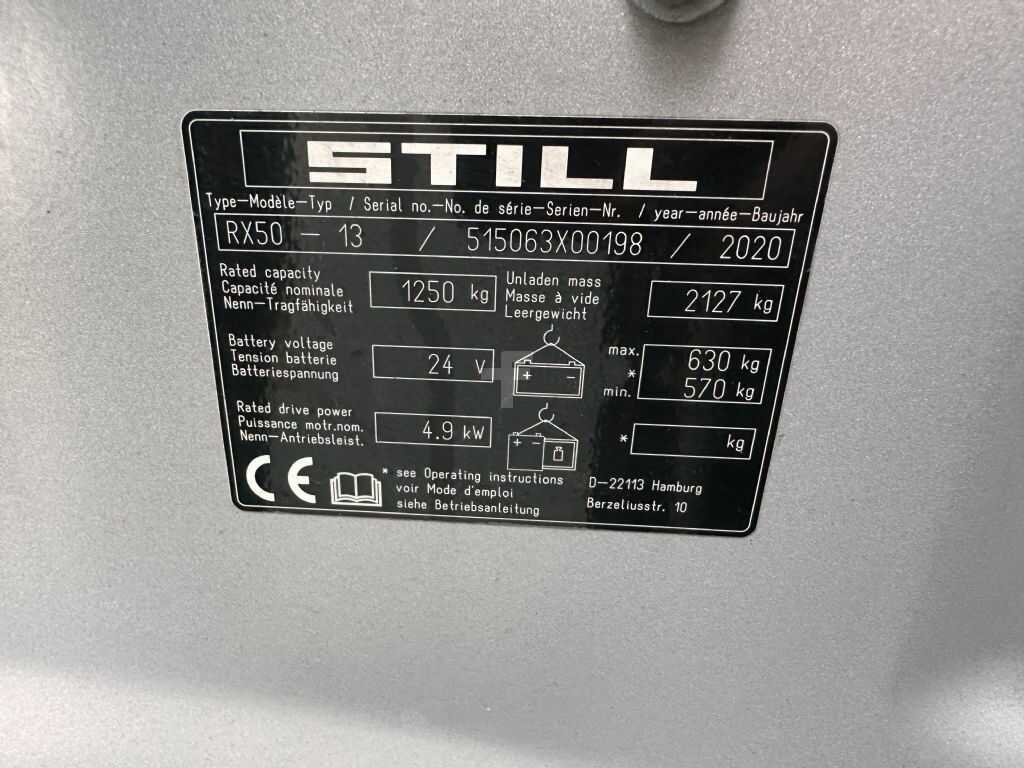 STILL
Type-Modèle-Typ / Serial no.-No. de série-Serien-Nr. / year-année-Baujahr
RX50 - 13 / 515063X00198 / 2020
Rated capacity
Capacité nominale
Nenn-Tragfähigkeit
1250 kg
Unladen mass
Masse à vide
Leergewicht
2127 kg
Battery voltage
Tension batterie
Batteriespannung
24 V
+ -
max. 630 kg
*
min. 570 kg
Rated drive power
Puissance motr.nom.
Nenn-Antriebsleist.
4.9 kW
+ -
* kg
CE
* see Operating instructions
voir Mode d'emploi
siehe Betriebsanleitung
D-22113 Hamburg
Berzeliusstr. 10